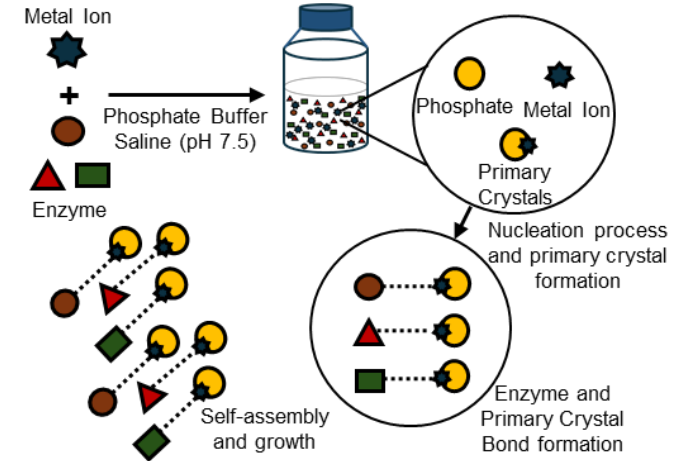 Metal Ion
+
Phosphate Buffer
Saline (pH 7.5)
Enzyme
Phosphate
Metal Ion
Primary
Crystals
Nucleation process
and primary crystal
formation
Enzyme and
Primary Crystal
Bond formation
Self-assembly
and growth